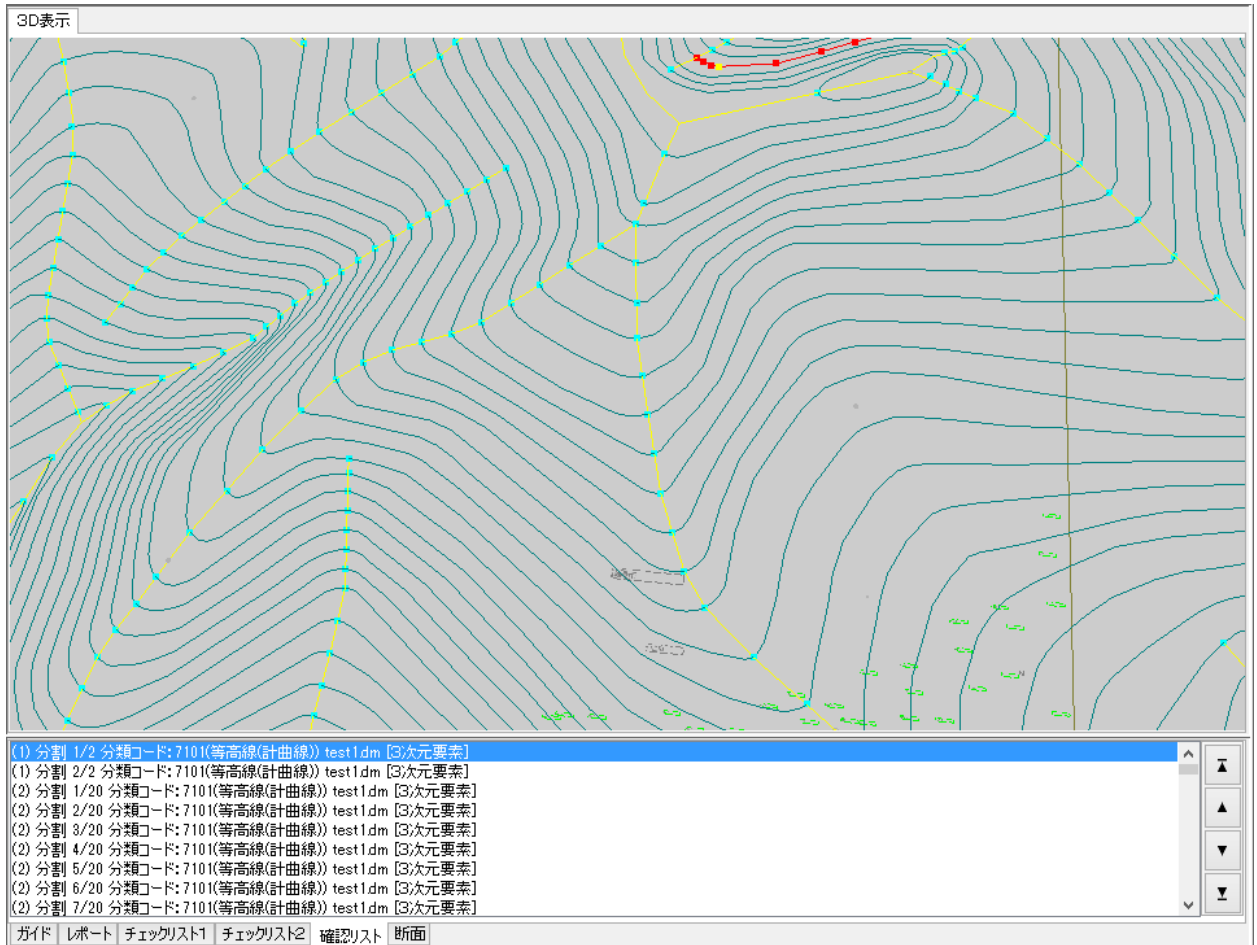 3D表示
(1) 分割 1/2 分類コード:7101(等高線(計曲線)) test1.dm [3次元要素]
(1) 分割 2/2 分類コード:7101(等高線(計曲線)) test1.dm [3次元要素]
(2) 分割 1/20 分類コード:7101(等高線(計曲線)) test1.dm [3次元要素]
(2) 分割 2/20 分類コード:7101(等高線(計曲線)) test1.dm [3次元要素]
(2) 分割 3/20 分類コード:7101(等高線(計曲線)) test1.dm [3次元要素]
(2) 分割 4/20 分類コード:7101(等高線(計曲線)) test1.dm [3次元要素]
(2) 分割 5/20 分類コード:7101(等高線(計曲線)) test1.dm [3次元要素]
(2) 分割 6/20 分類コード:7101(等高線(計曲線)) test1.dm [3次元要素]
(2) 分割 7/20 分類コード:7101(等高線(計曲線)) test1.dm [3次元要素]
ガイド レポート チェックリスト1 チェックリスト2 確認リスト 断面